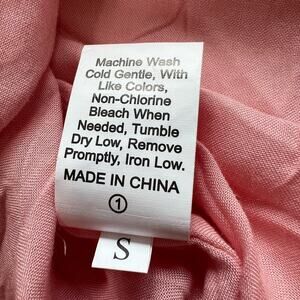 Machine Wash
Cold Gentle, With
Like Colors,
Non-Chlorine
Bleach When
Needed, Tumble
Dry Low, Remove
Promptly, Iron Low.
MADE IN CHINA
①
S